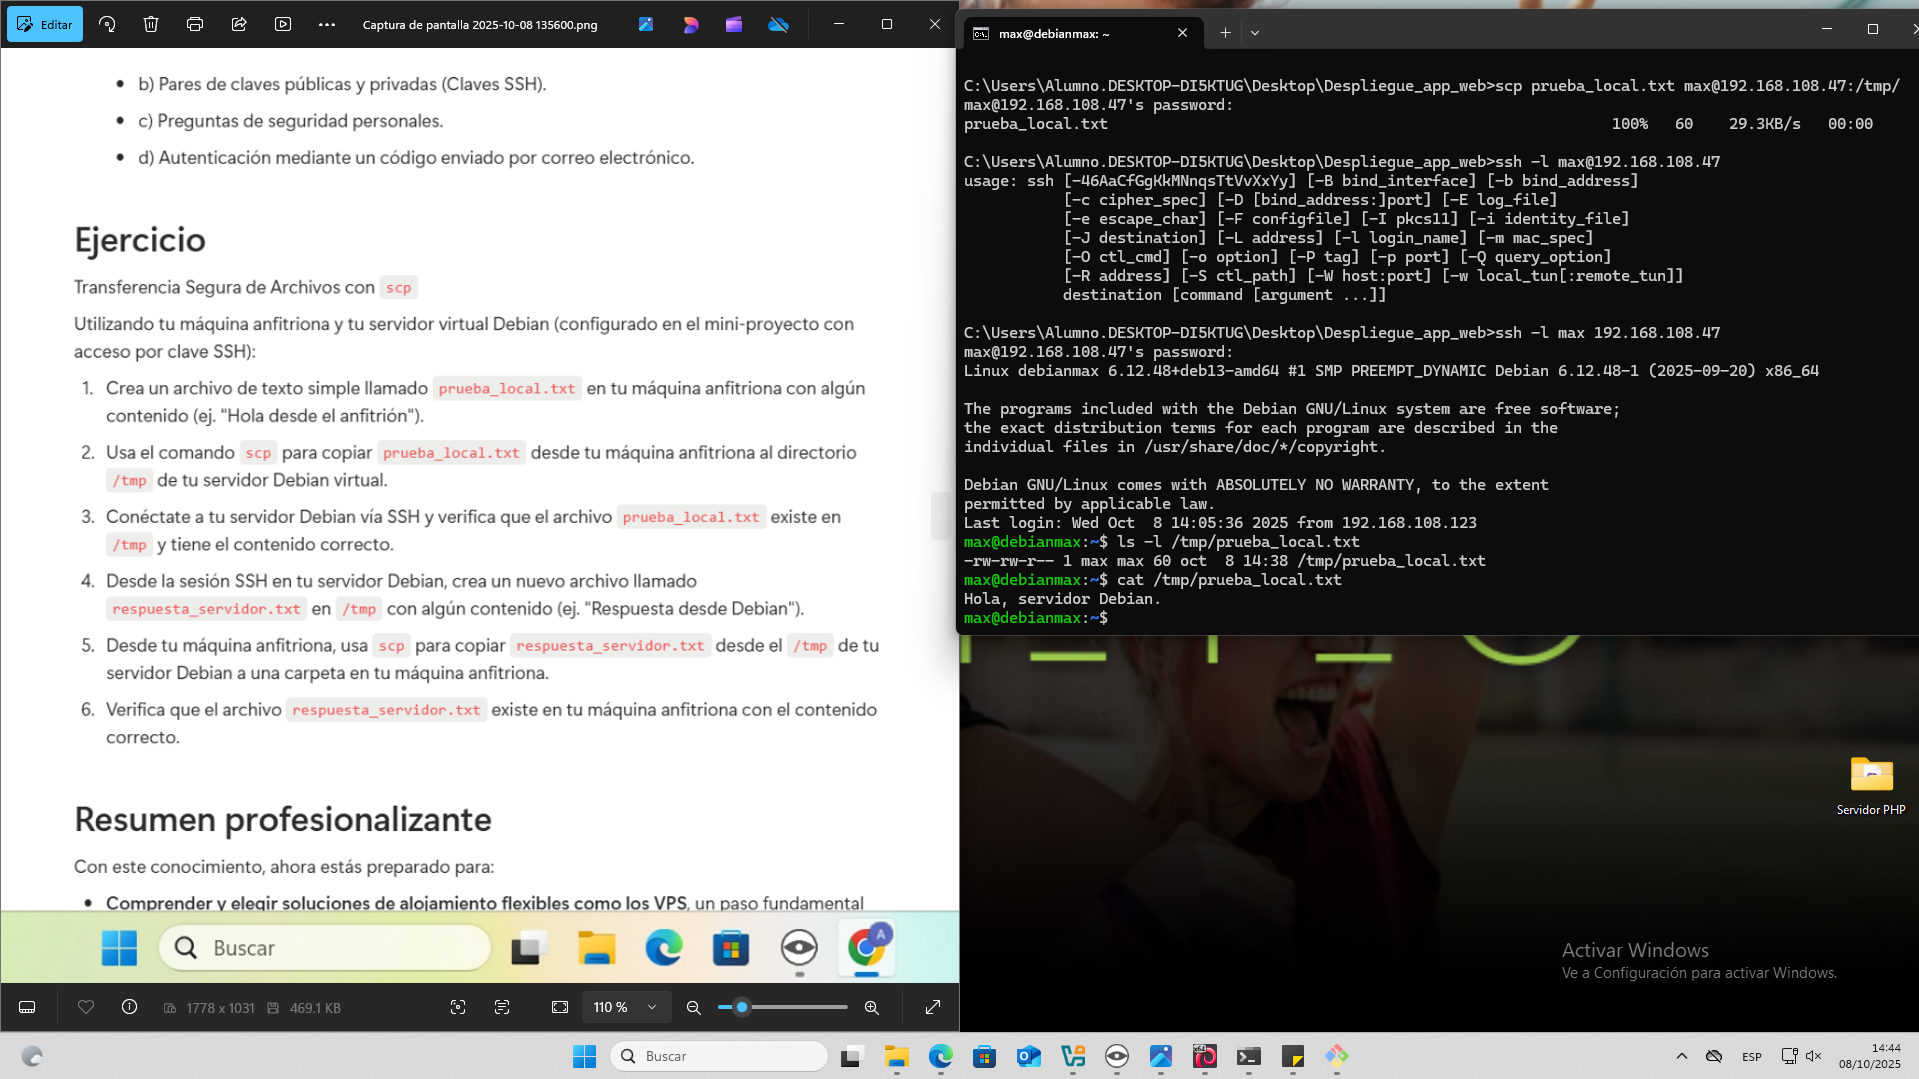 Editar
Captura de pantalla 2025-10-08 135600.png
b) Pares de claves públicas y privadas (Claves SSH).
c) Preguntas de seguridad personales.
d) Autenticación mediante un código enviado por correo electrónico.
Ejercicio
Transferencia Segura de Archivos con scp
Utilizando tu máquina anfitriona y tu servidor virtual Debian (configurado en el mini-proyecto con
acceso por clave SSH):
1. Crea un archivo de texto simple llamado prueba_local.txt en tu máquina anfitriona con algún
contenido (ej. "Hola desde el anfitrión").
2. Usa el comando scp para copiar prueba_local.txt desde tu máquina anfitriona al directorio
/tmp de tu servidor Debian virtual.
3. Conéctate a tu servidor Debian vía SSH y verifica que el archivo prueba_local.txt existe en
/tmp y tiene el contenido correcto.
4. Desde la sesión SSH en tu servidor Debian, crea un nuevo archivo llamado
respuesta_servidor.txt en /tmp con algún contenido (ej. "Respuesta desde Debian").
5. Desde tu máquina anfitriona, usa scp para copiar respuesta_servidor.txt desde el /tmp de tu
servidor Debian a una carpeta en tu máquina anfitriona.
6. Verifica que el archivo respuesta_servidor.txt existe en tu máquina anfitriona con el contenido
correcto.
Resumen profesionalizante
Con este conocimiento, ahora estás preparado para:
Comprender y elegir soluciones de alojamiento flexibles como los VPS, un paso fundamental
Buscar
A
1778 x 1031
469.1 KB
110 %
max@debianmax: ~
C:\Users\Alumno.DESKTOP-DI5KTUG\Desktop\Despliegue_app_web>scp prueba_local.txt max@192.168.108.47:/tmp/
max@192.168.108.47's password:
prueba_local.txt 100% 60 29.3KB/s 00:00
C:\Users\Alumno.DESKTOP-DI5KTUG\Desktop\Despliegue_app_web>ssh -l max@192.168.108.47
usage: ssh [-46AaCfGgKkMNnqsTtVvXxYy] [-B bind_interface] [-b bind_address]
[-c cipher_spec] [-D [bind_address:]port] [-E log_file]
[-e escape_char] [-F configfile] [-I pkcs11] [-i identity_file]
[-J destination] [-L address] [-l login_name] [-m mac_spec]
[-O ctl_cmd] [-o option] [-P tag] [-p port] [-Q query_option]
[-R address] [-S ctl_path] [-W host:port] [-w local_tun[:remote_tun]]
destination [command [argument ...]]
C:\Users\Alumno.DESKTOP-DI5KTUG\Desktop\Despliegue_app_web>ssh -l max 192.168.108.47
max@192.168.108.47's password:
Linux debianmax 6.12.48+deb13-amd64 #1 SMP PREEMPT_DYNAMIC Debian 6.12.48-1 (2025-09-20) x86_64
The programs included with the Debian GNU/Linux system are free software;
the exact distribution terms for each program are described in the
individual files in /usr/share/doc/*/copyright.
Debian GNU/Linux comes with ABSOLUTELY NO WARRANTY, to the extent
permitted by applicable law.
Last login: Wed Oct  8 14:05:36 2025 from 192.168.108.123
max@debianmax:~$ ls -l /tmp/prueba_local.txt
-rw-rw-r-- 1 max max 60 oct  8 14:38 /tmp/prueba_local.txt
max@debianmax:~$ cat /tmp/prueba_local.txt
Hola, servidor Debian.
max@debianmax:~$
Servidor PHP
Activar Windows
Ve a Configuración para activar Windows.
Buscar
x64
ESP
14:44
08/10/2025